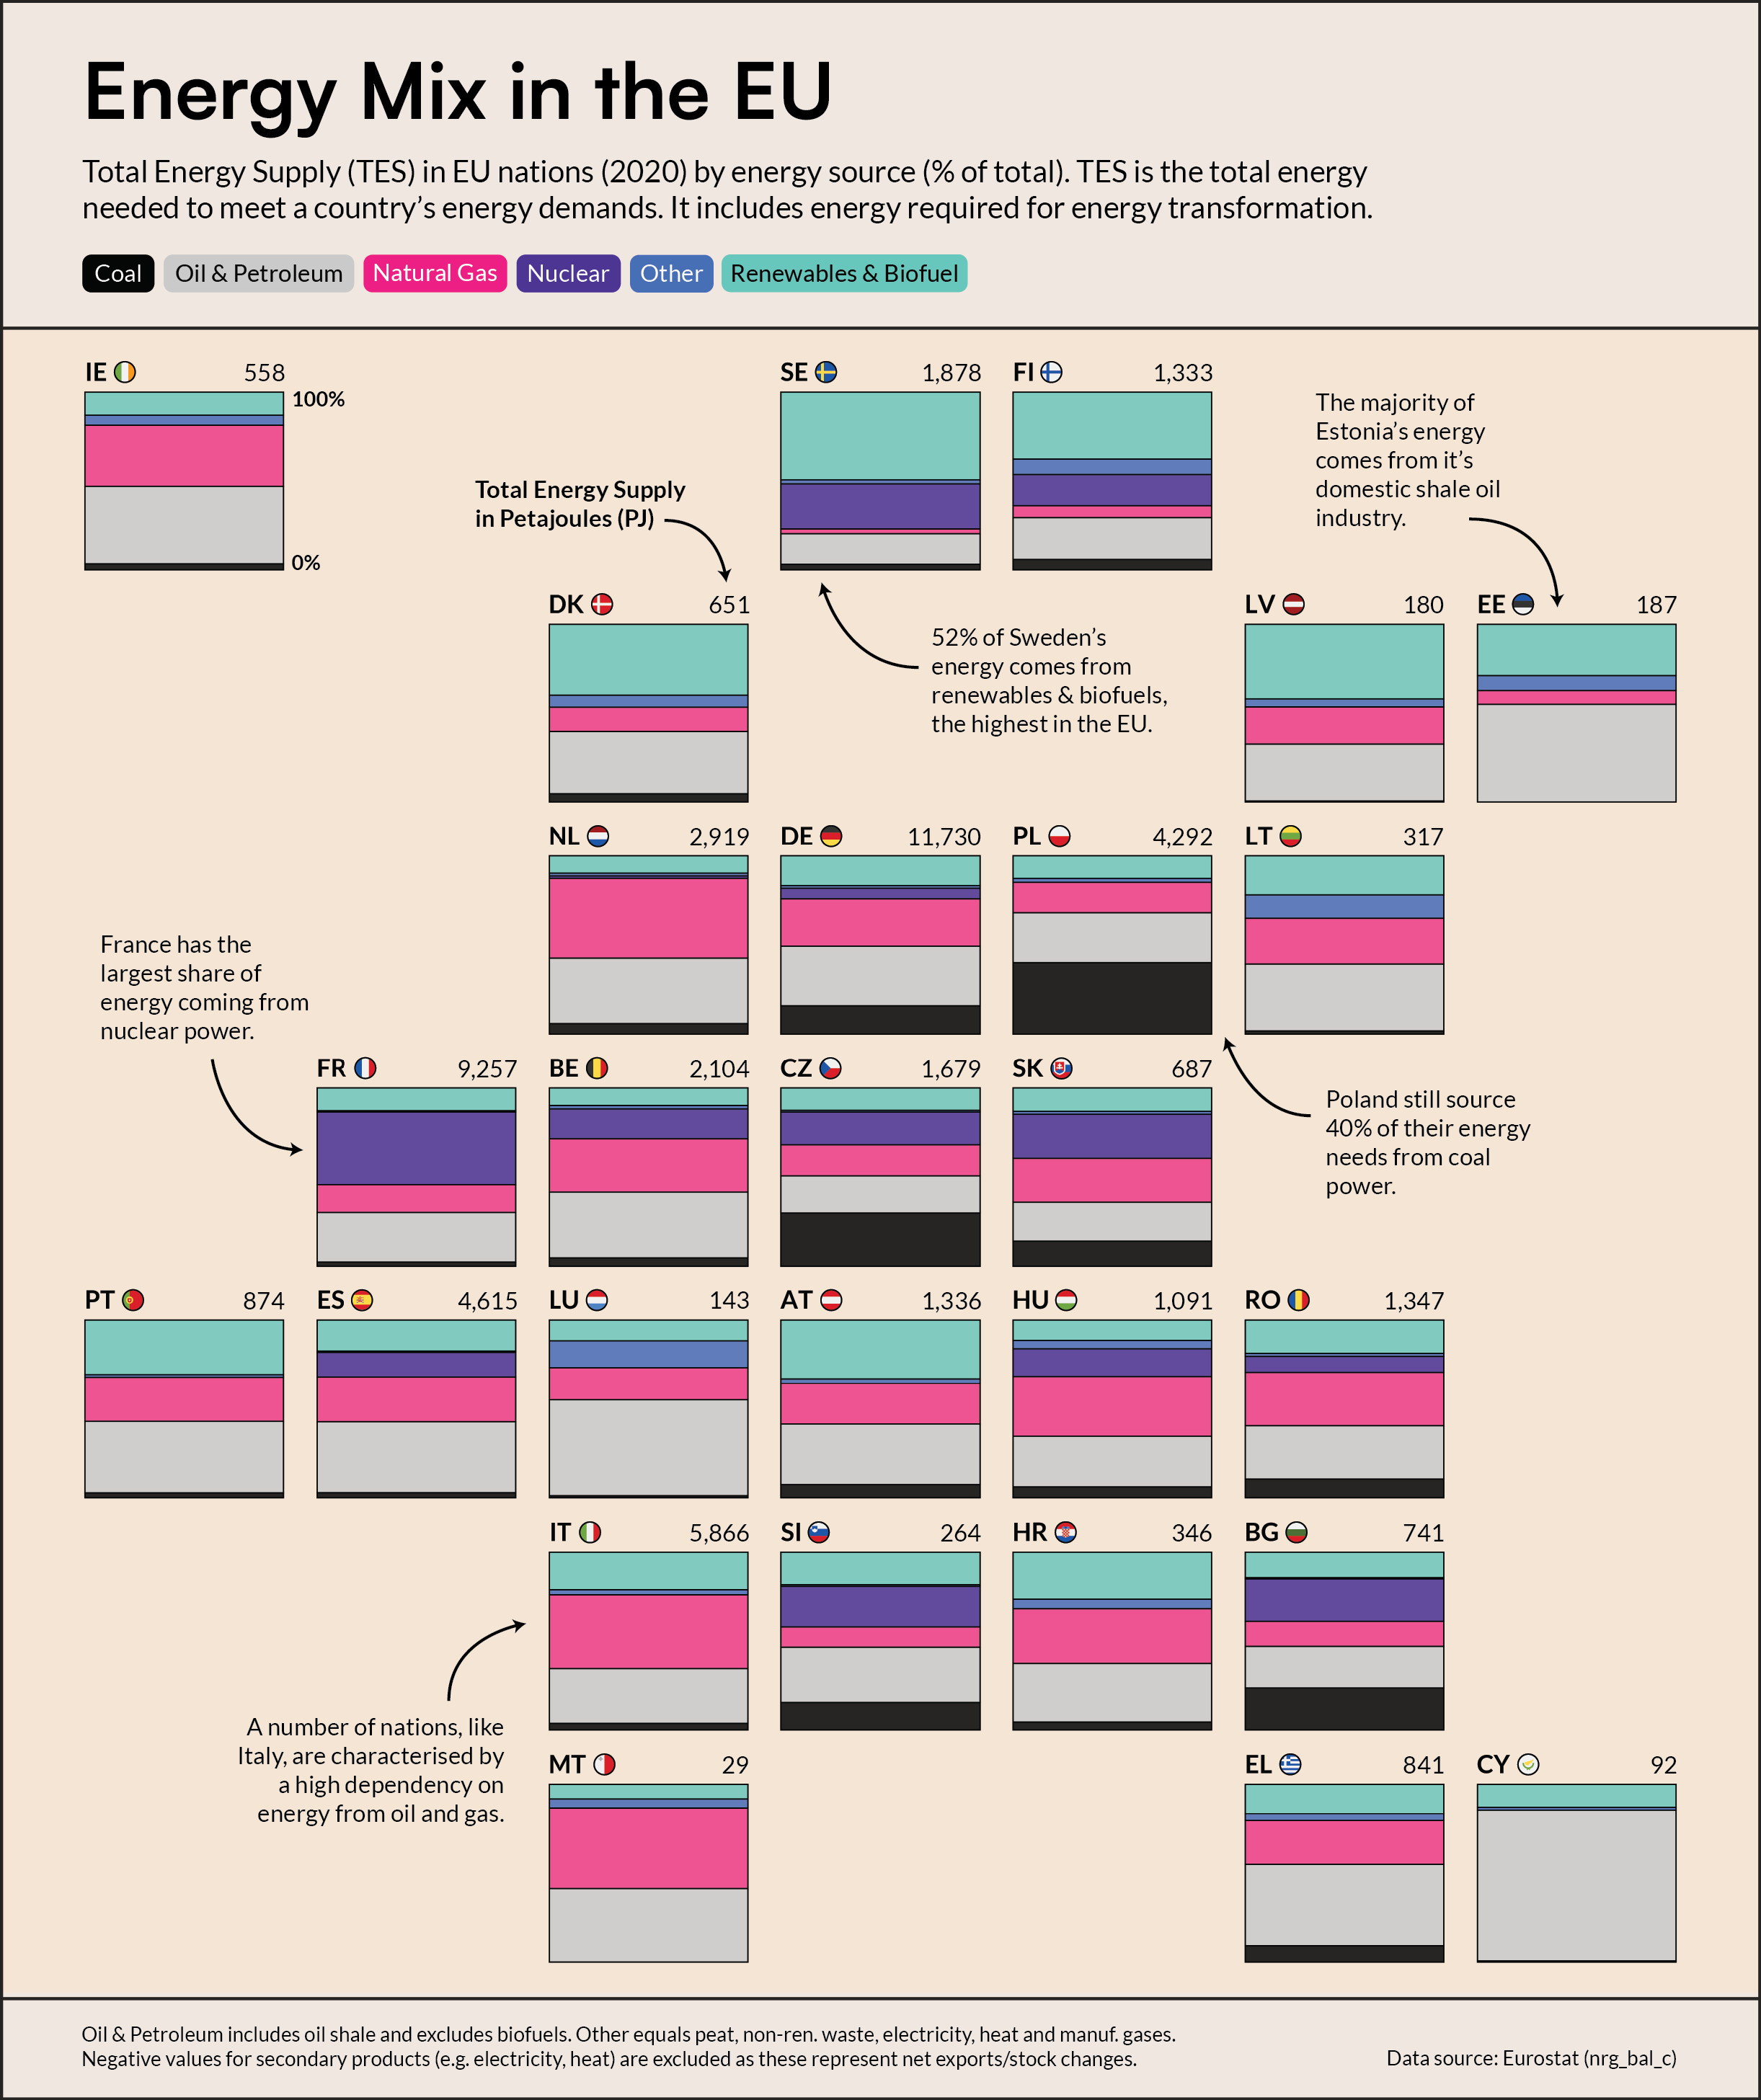 Energy Mix in the EU
Total Energy Supply (TES) in EU nations (2020) by energy source (% of total). TES is the total energy
needed to meet a country's energy demands. It includes energy required for energy transformation.
Coal Oil & Petroleum Natural Gas Nuclear Other Renewables & Biofuel
IE 558
100%
0%
SE 1,878
FI 1,333
The majority of
Estonia's energy
comes from it's
domestic shale oil
industry.
Total Energy Supply
in Petajoules (PJ)
DK 651
52% of Sweden's
energy comes from
renewables & biofuels,
the highest in the EU.
LV 180
EE 187
NL 2,919
DE 11,730
PL 4,292
LT 317
France has the
largest share of
energy coming from
nuclear power.
FR 9,257
BE 2,104
CZ 1,679
SK 687
Poland still source
40% of their energy
needs from coal
power.
PT 874
ES 4,615
LU 143
AT 1,336
HU 1,091
RO 1,347
IT 5,866
SI 264
HR 346
BG 741
A number of nations, like
Italy, are characterised by
a high dependency on
energy from oil and gas.
MT 29
EL 841
CY 92
Oil & Petroleum includes oil shale and excludes biofuels. Other equals peat, non-ren. waste, electricity, heat and manuf. gases.
Negative values for secondary products (e.g. electricity, heat) are excluded as these represent net exports/stock changes.
Data source: Eurostat (nrg_bal_c)